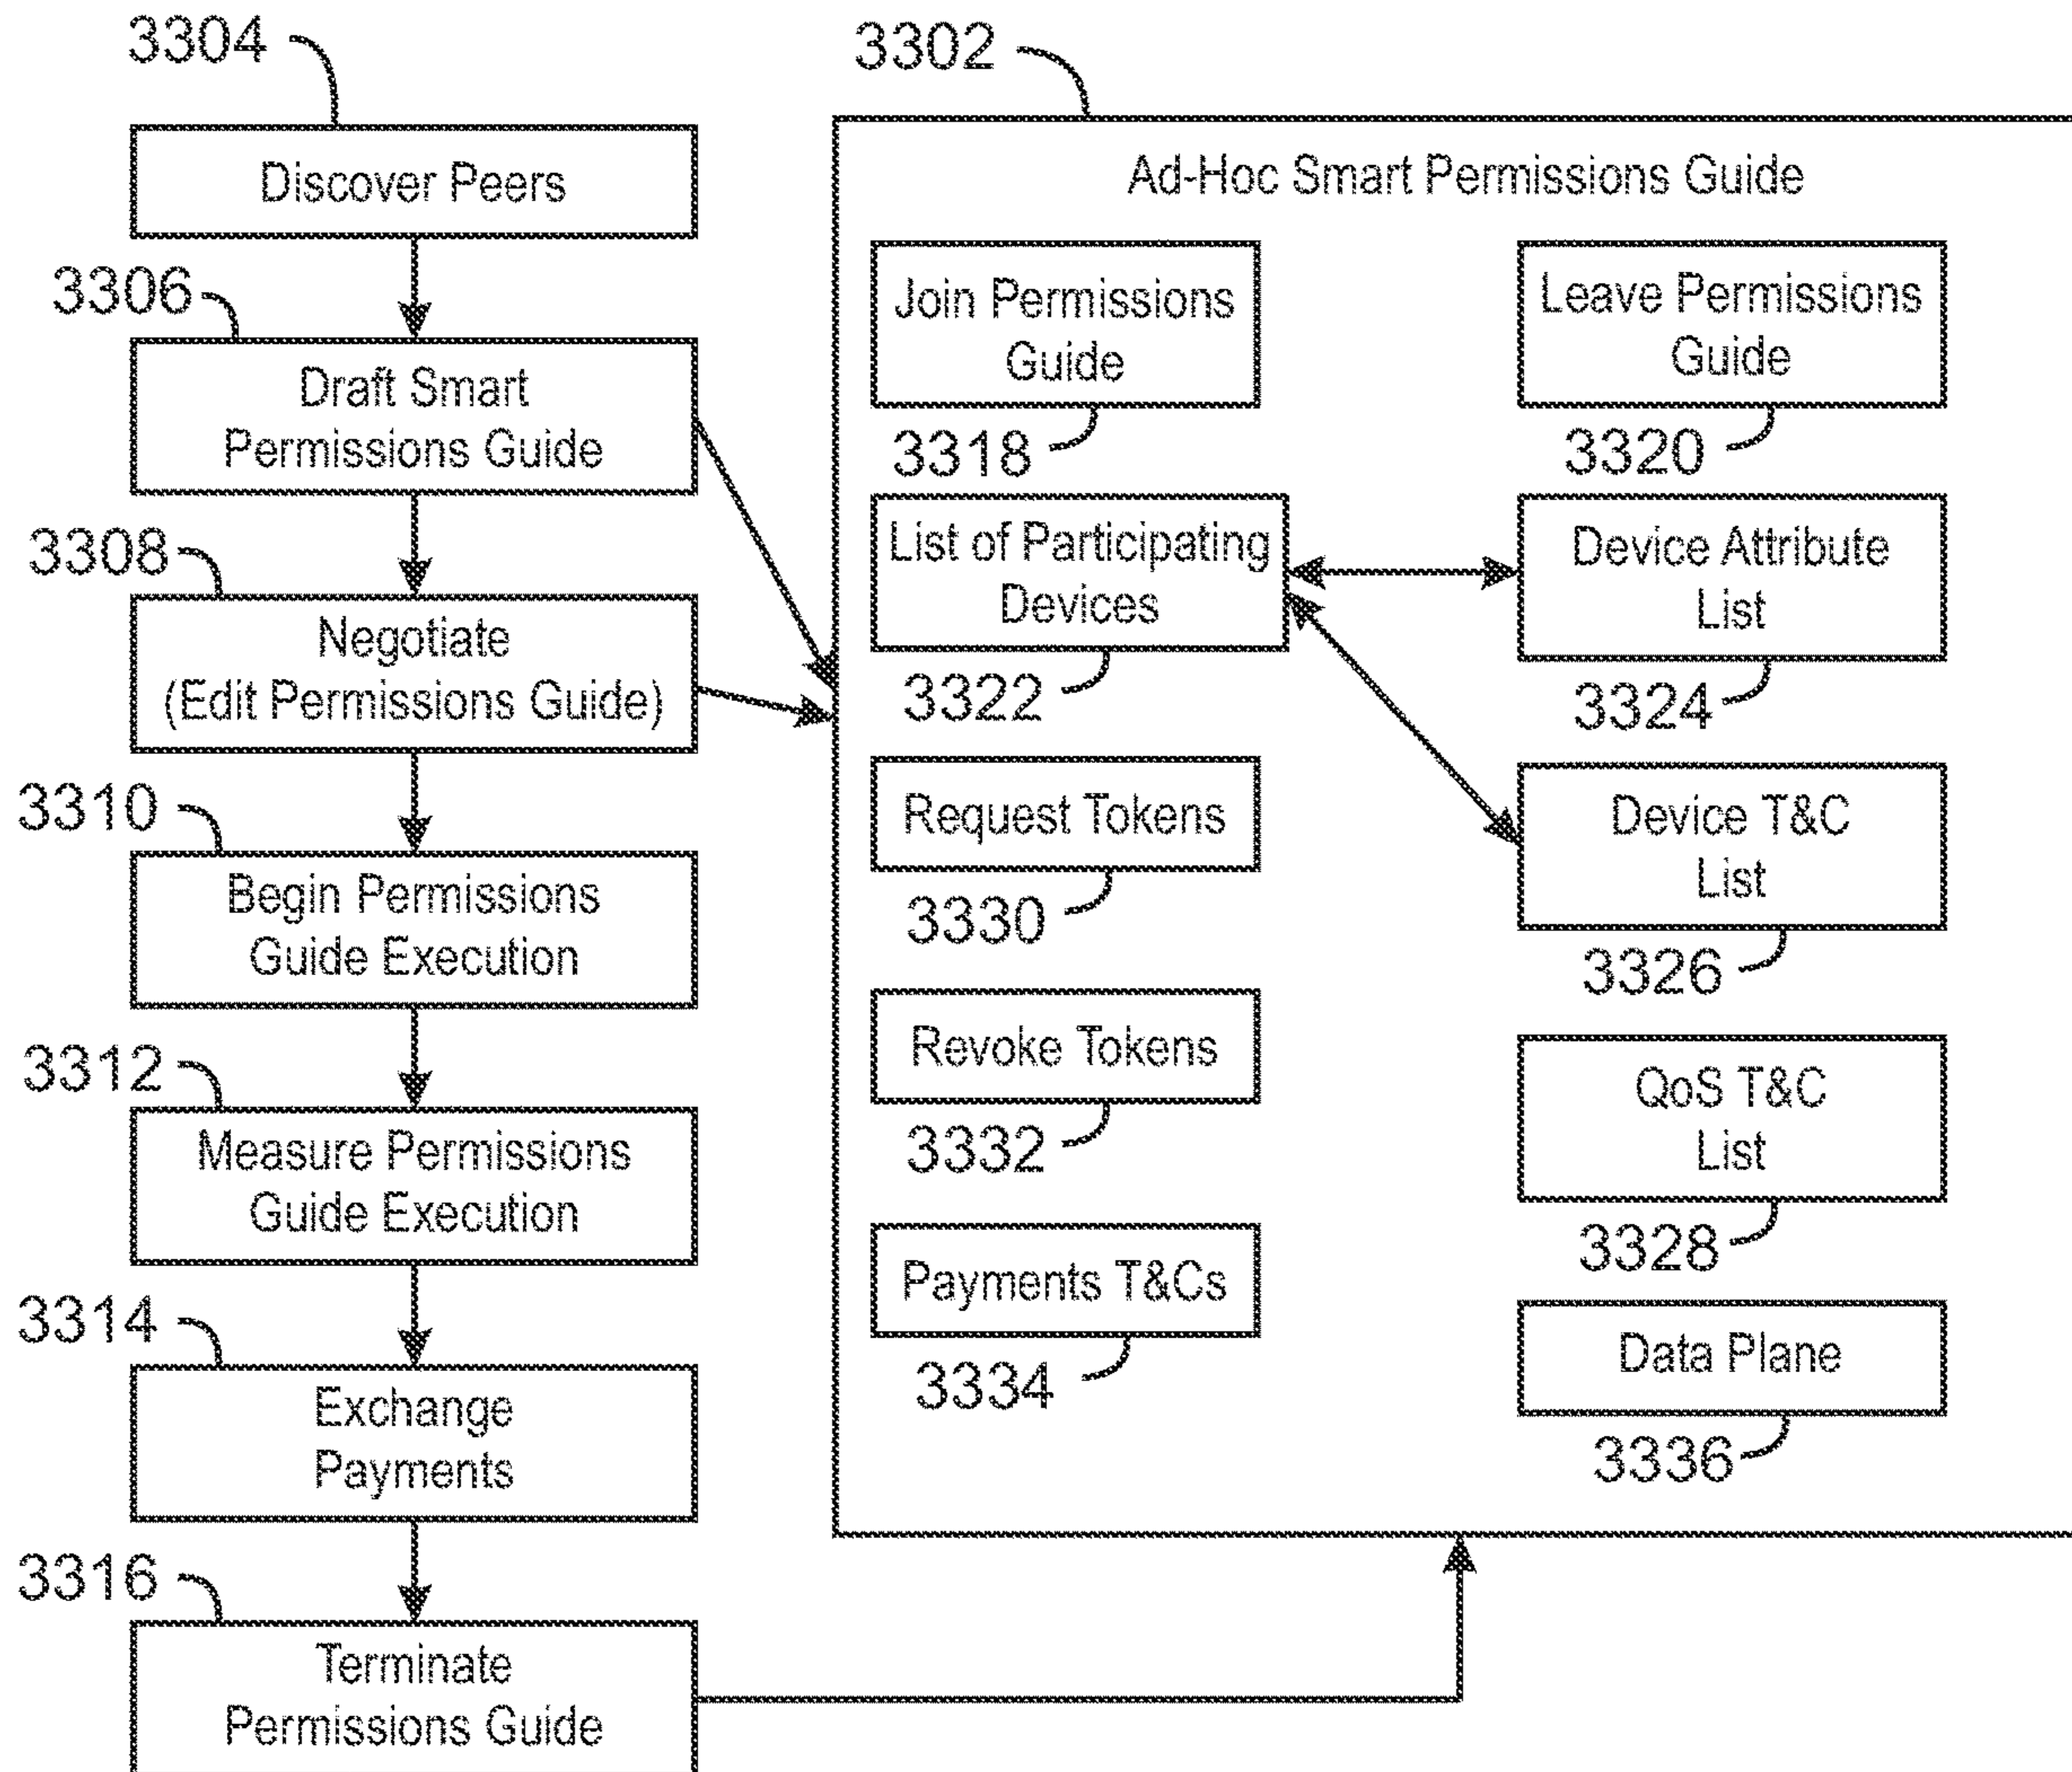 3304
Discover Peers
3306
Draft Smart
Permissions Guide
3308
Negotiate
(Edit Permissions Guide)
3310
Begin Permissions
Guide Execution
3312
Measure Permissions
Guide Execution
3314
Exchange
Payments
3316
Terminate
Permissions Guide
3302
Ad-Hoc Smart Permissions Guide
Join Permissions
Guide
3318
Leave Permissions
Guide
3320
List of Participating
Devices
3322
Device Attribute
List
3324
Request Tokens
3330
Device T&C
List
3326
Revoke Tokens
3332
QoS T&C
List
3328
Payments T&Cs
3334
Data Plane
3336